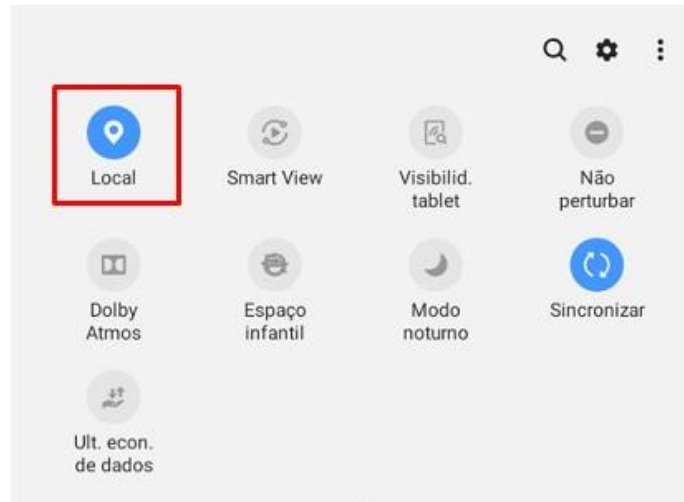 Local
Smart View
Visibilid.
tablet
Não
perturbar
Dolby
Atmos
Espaço
infantil
Modo
noturno
Sincronizar
Ult. econ.
de dados